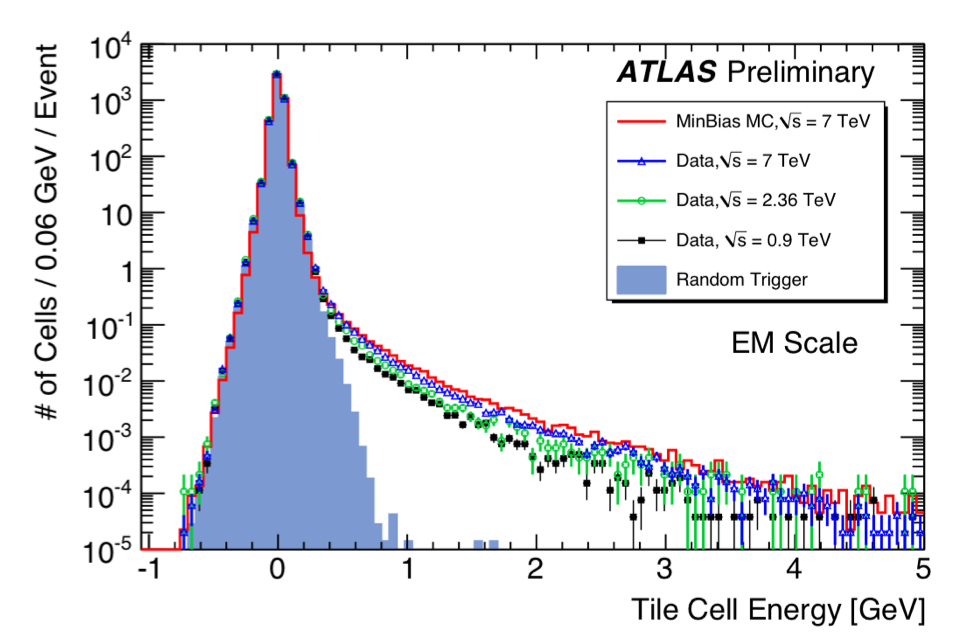 # of Cells / 0.06 GeV / Event
10⁴
10³
10²
10
1
10⁻¹
10⁻²
10⁻³
10⁻⁴
10⁻⁵
ATLAS Preliminary
MinBias MC,√s = 7 TeV
Data,√s = 7 TeV
Data,√s = 2.36 TeV
Data, √s = 0.9 TeV
Random Trigger
EM Scale
-1 0 1 2 3 4 5
Tile Cell Energy [GeV]